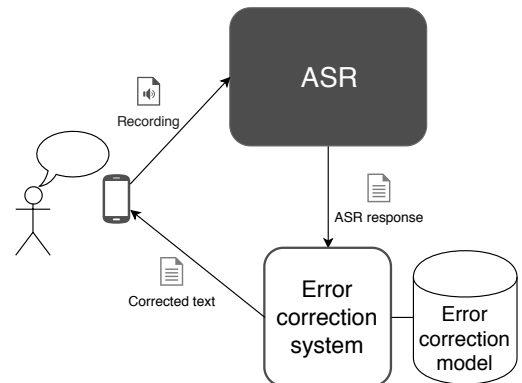 ASR
Recording
ASR response
Corrected text
Error
correction
system
Error
correction
model